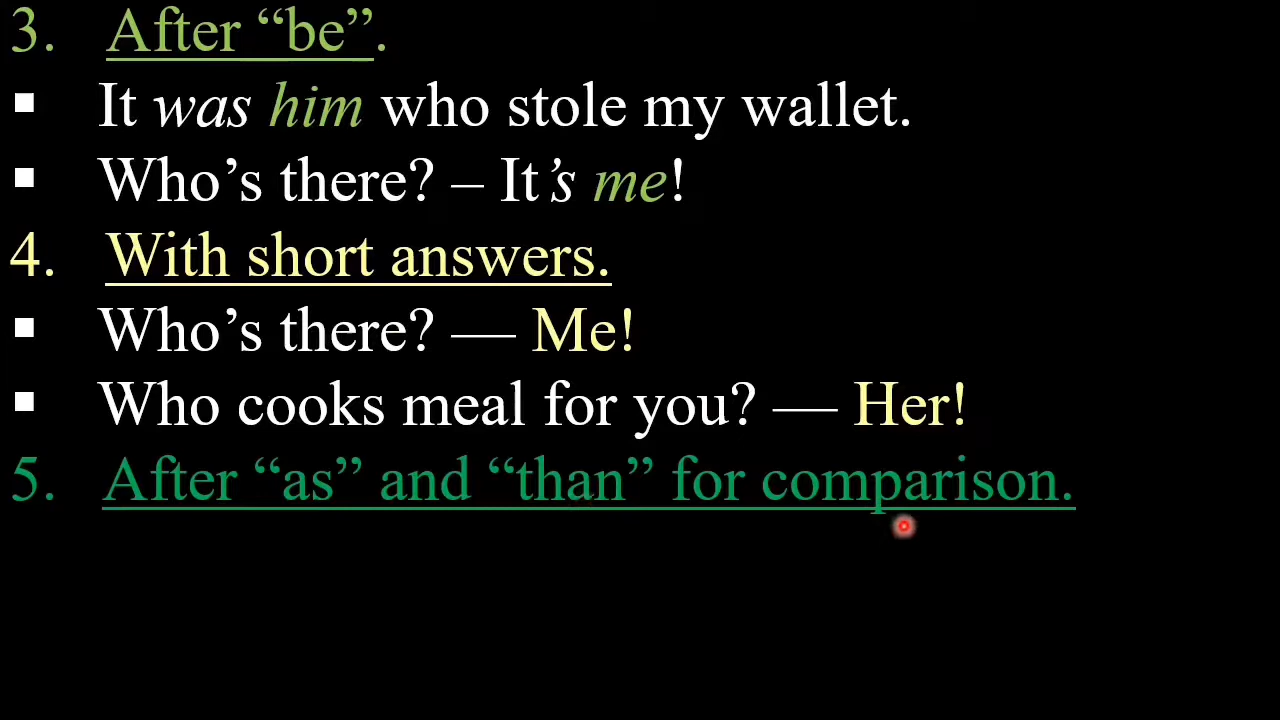 3. After “be”.
▪ It was him who stole my wallet.
▪ Who’s there? – It’s me!
4. With short answers.
▪ Who’s there? — Me!
▪ Who cooks meal for you? — Her!
5. After “as” and “than” for comparison.